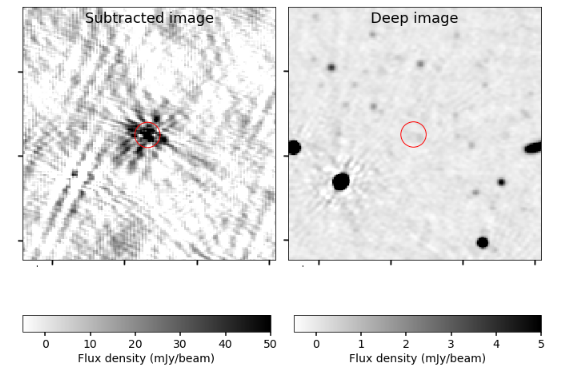 Subtracted image
Deep image
0 10 20 30 40 50
Flux density (mJy/beam)
0 1 2 3 4 5
Flux density (mJy/beam)